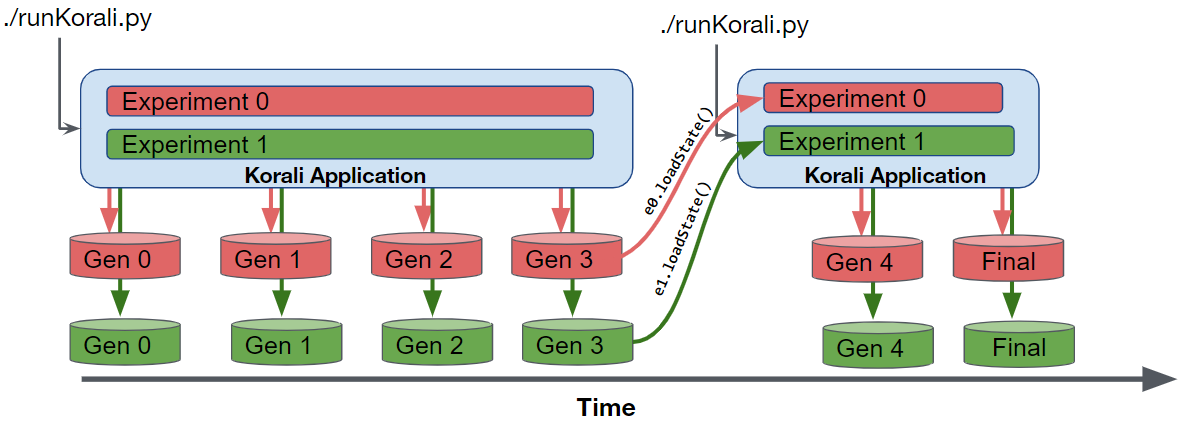 ./runKorali.py
./runKorali.py
Experiment 0
Experiment 1
Korali Application
e0.loadState()
e1.loadState()
Experiment 0
Experiment 1
Korali Application
Gen 0
Gen 1
Gen 2
Gen 3
Gen 4
Final
Gen 0
Gen 1
Gen 2
Gen 3
Gen 4
Final
Time